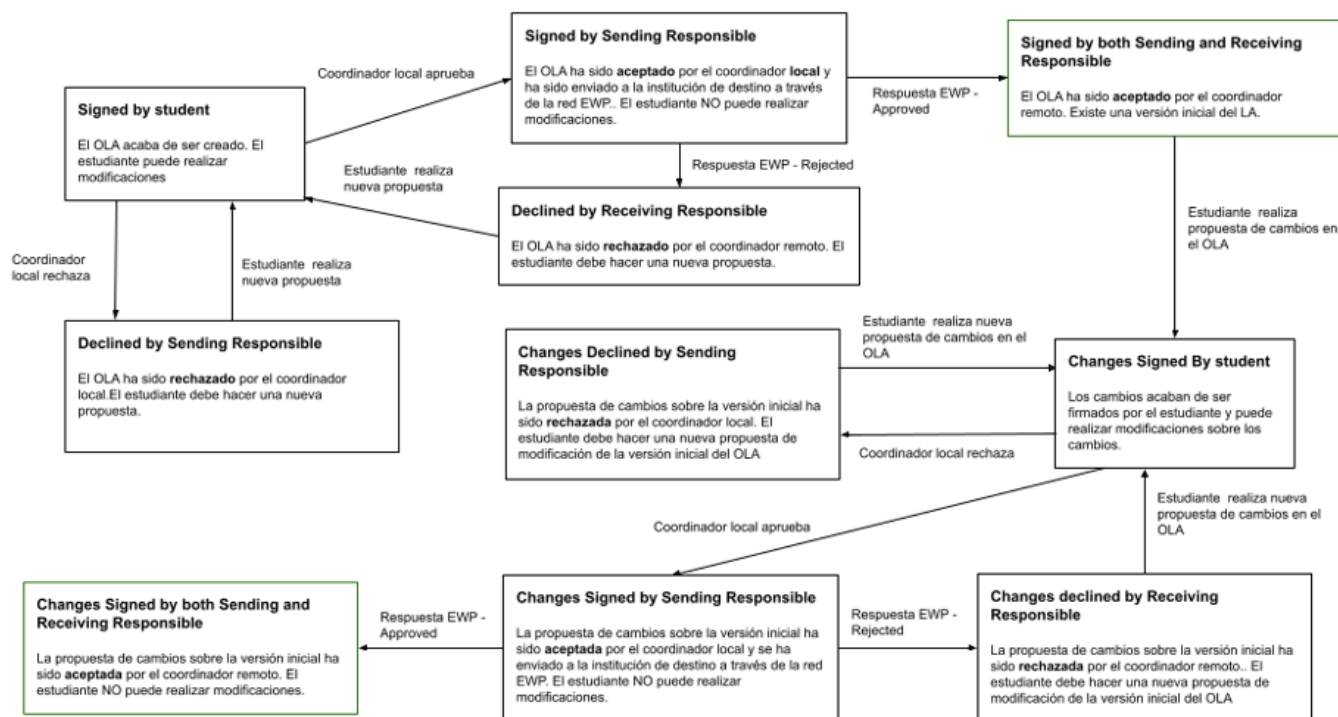 Signed by Sending Responsible
El OLA ha sido aceptado por el coordinador local y
ha sido enviado a la institución de destino a través
de la red EWP.. El estudiante NO puede realizar
modificaciones.
Signed by both Sending and Receiving
Responsible
El OLA ha sido aceptado por el coordinador
remoto. Existe una versión inicial del LA.
Coordinador local aprueba
Respuesta EWP -
Approved
Signed by student
El OLA acaba de ser creado. El
estudiante puede realizar
modificaciones
Respuesta EWP - Rejected
Estudiante realiza
nueva propuesta
Declined by Receiving Responsible
El OLA ha sido rechazado por el coordinador remoto. El
estudiante debe hacer una nueva propuesta.
Estudiante realiza
propuesta de cambios en
el OLA
Coordinador
local rechaza
Estudiante realiza
nueva propuesta
Declined by Sending Responsible
El OLA ha sido rechazado por el coordinador
local.El estudiante debe hacer una nueva
propuesta.
Changes Declined by Sending
Responsible
La propuesta de cambios sobre la versión inicial ha
sido rechazada por el coordinador local. El
estudiante debe hacer una nueva propuesta de
modificación de la versión inicial del OLA
Estudiante realiza nueva
propuesta de cambios en el
OLA
Changes Signed By student
Los cambios acaban de ser
firmados por el estudiante y puede
realizar modificaciones sobre los
cambios.
Coordinador local rechaza
Coordinador local aprueba
Estudiante realiza nueva
propuesta de cambios en el
OLA
Changes Signed by both Sending and
Receiving Responsible
La propuesta de cambios sobre la versión inicial ha
sido aceptada por el coordinador remoto. El
estudiante NO puede realizar modificaciones.
Respuesta EWP -
Approved
Changes Signed by Sending Responsible
La propuesta de cambios sobre la versión inicial ha
sido aceptada por el coordinador local y se ha
enviado a la institución de destino a través de la red
EWP. El estudiante NO puede realizar
modificaciones.
Respuesta EWP -
Rejected
Changes declined by Receiving
Responsible
La propuesta de cambios sobre la versión inicial ha
sido rechazada por el coordinador remoto.. El
estudiante debe hacer una nueva propuesta de
modificación de la versión inicial del OLA